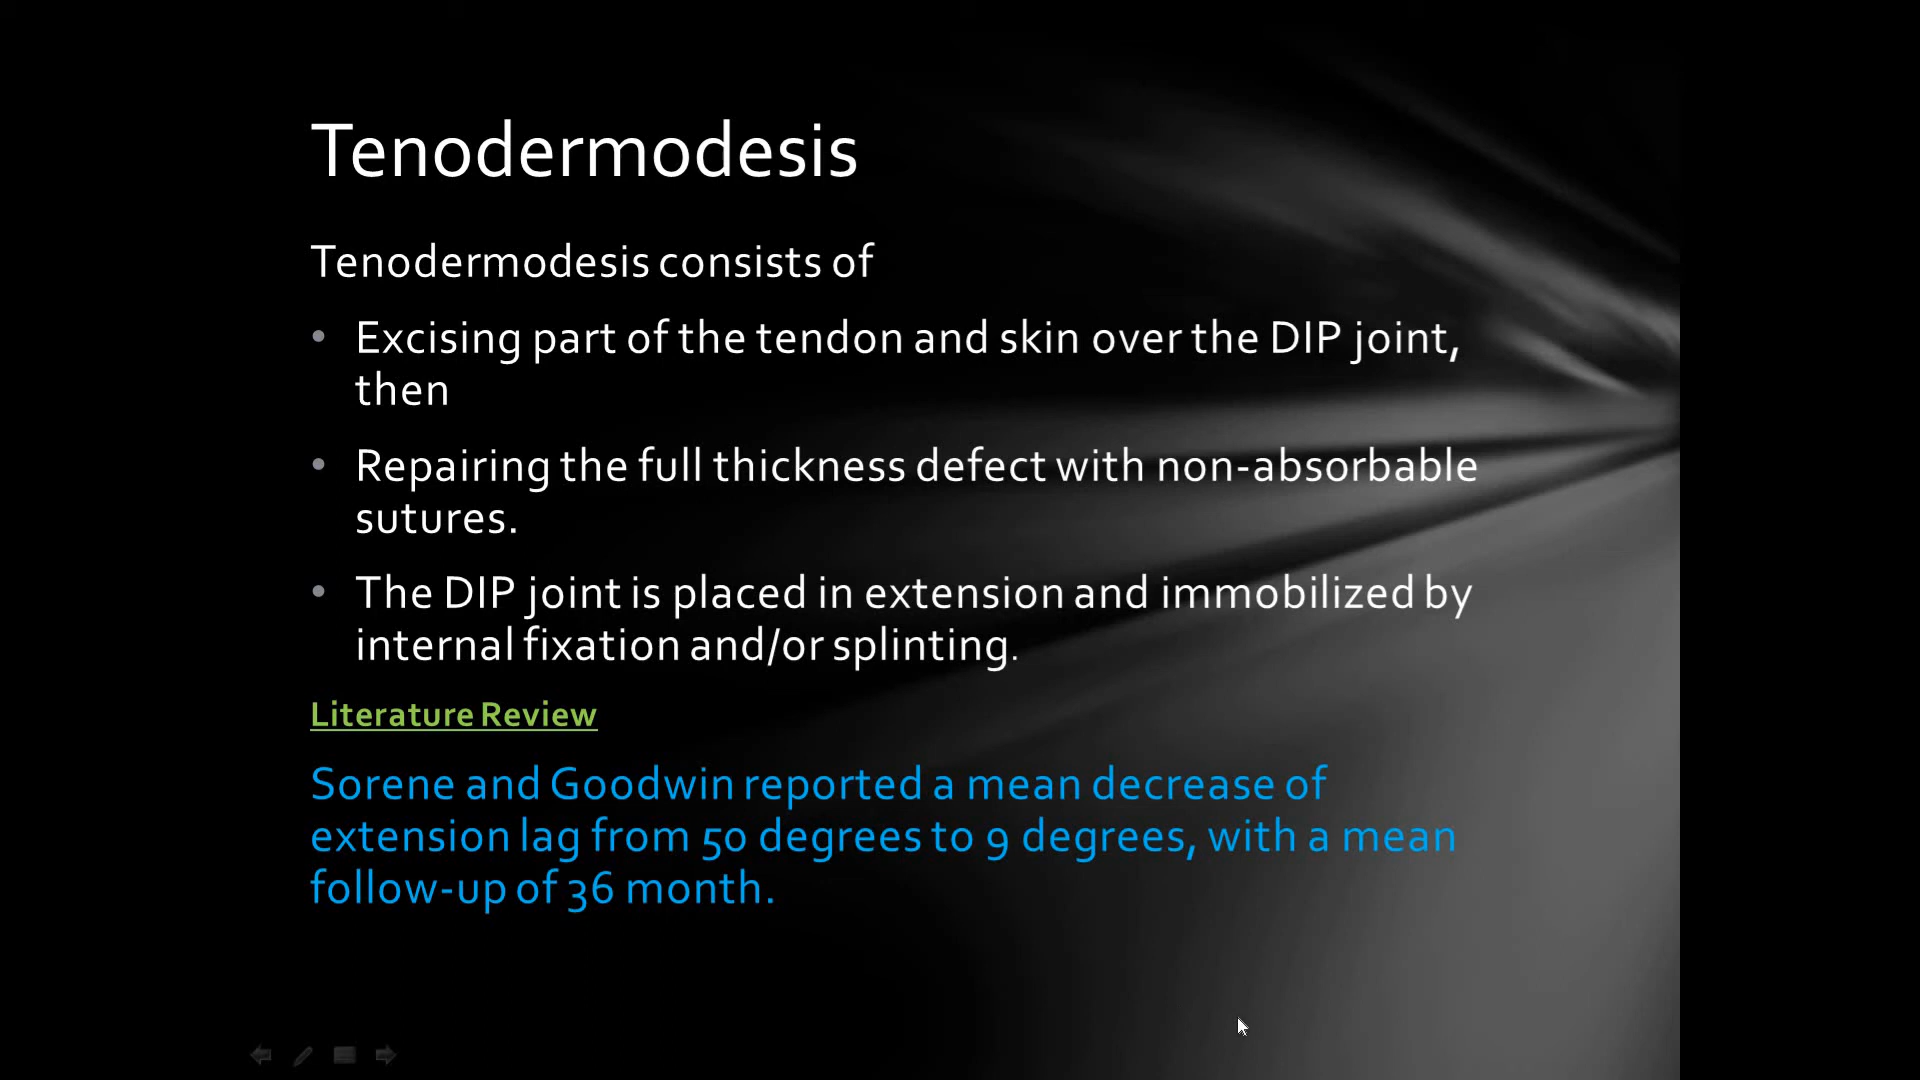 Tenodermodesis
Tenodermodesis consists of
• Excising part of the tendon and skin over the DIP joint,
then
• Repairing the full thickness defect with non-absorbable
sutures.
• The DIP joint is placed in extension and immobilized by
internal fixation and/or splinting.
Literature Review
Sorene and Goodwin reported a mean decrease of
extension lag from 50 degrees to 9 degrees, with a mean
follow-up of 36 month.